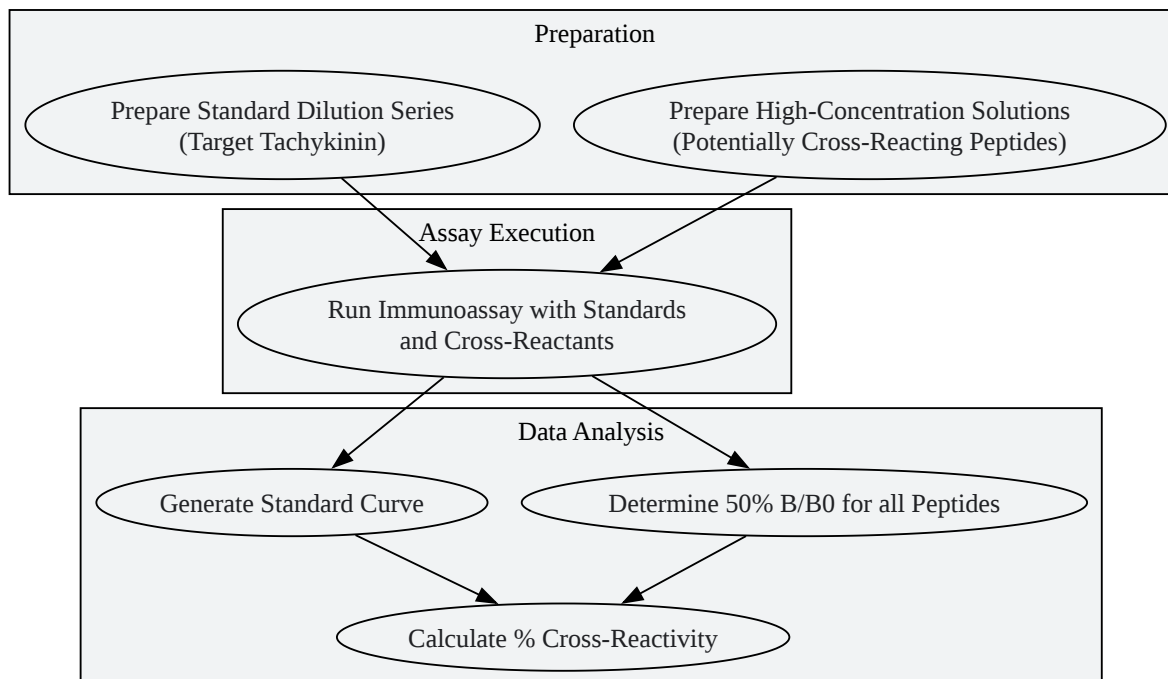 Preparation
Prepare Standard Dilution Series
(Target Tachykinin)
Prepare High-Concentration Solutions
(Potentially Cross-Reacting Peptides)
Assay Execution
Run Immunoassay with Standards
and Cross-Reactants
Data Analysis
Generate Standard Curve
Determine 50% B/B0 for all Peptides
Calculate % Cross-Reactivity